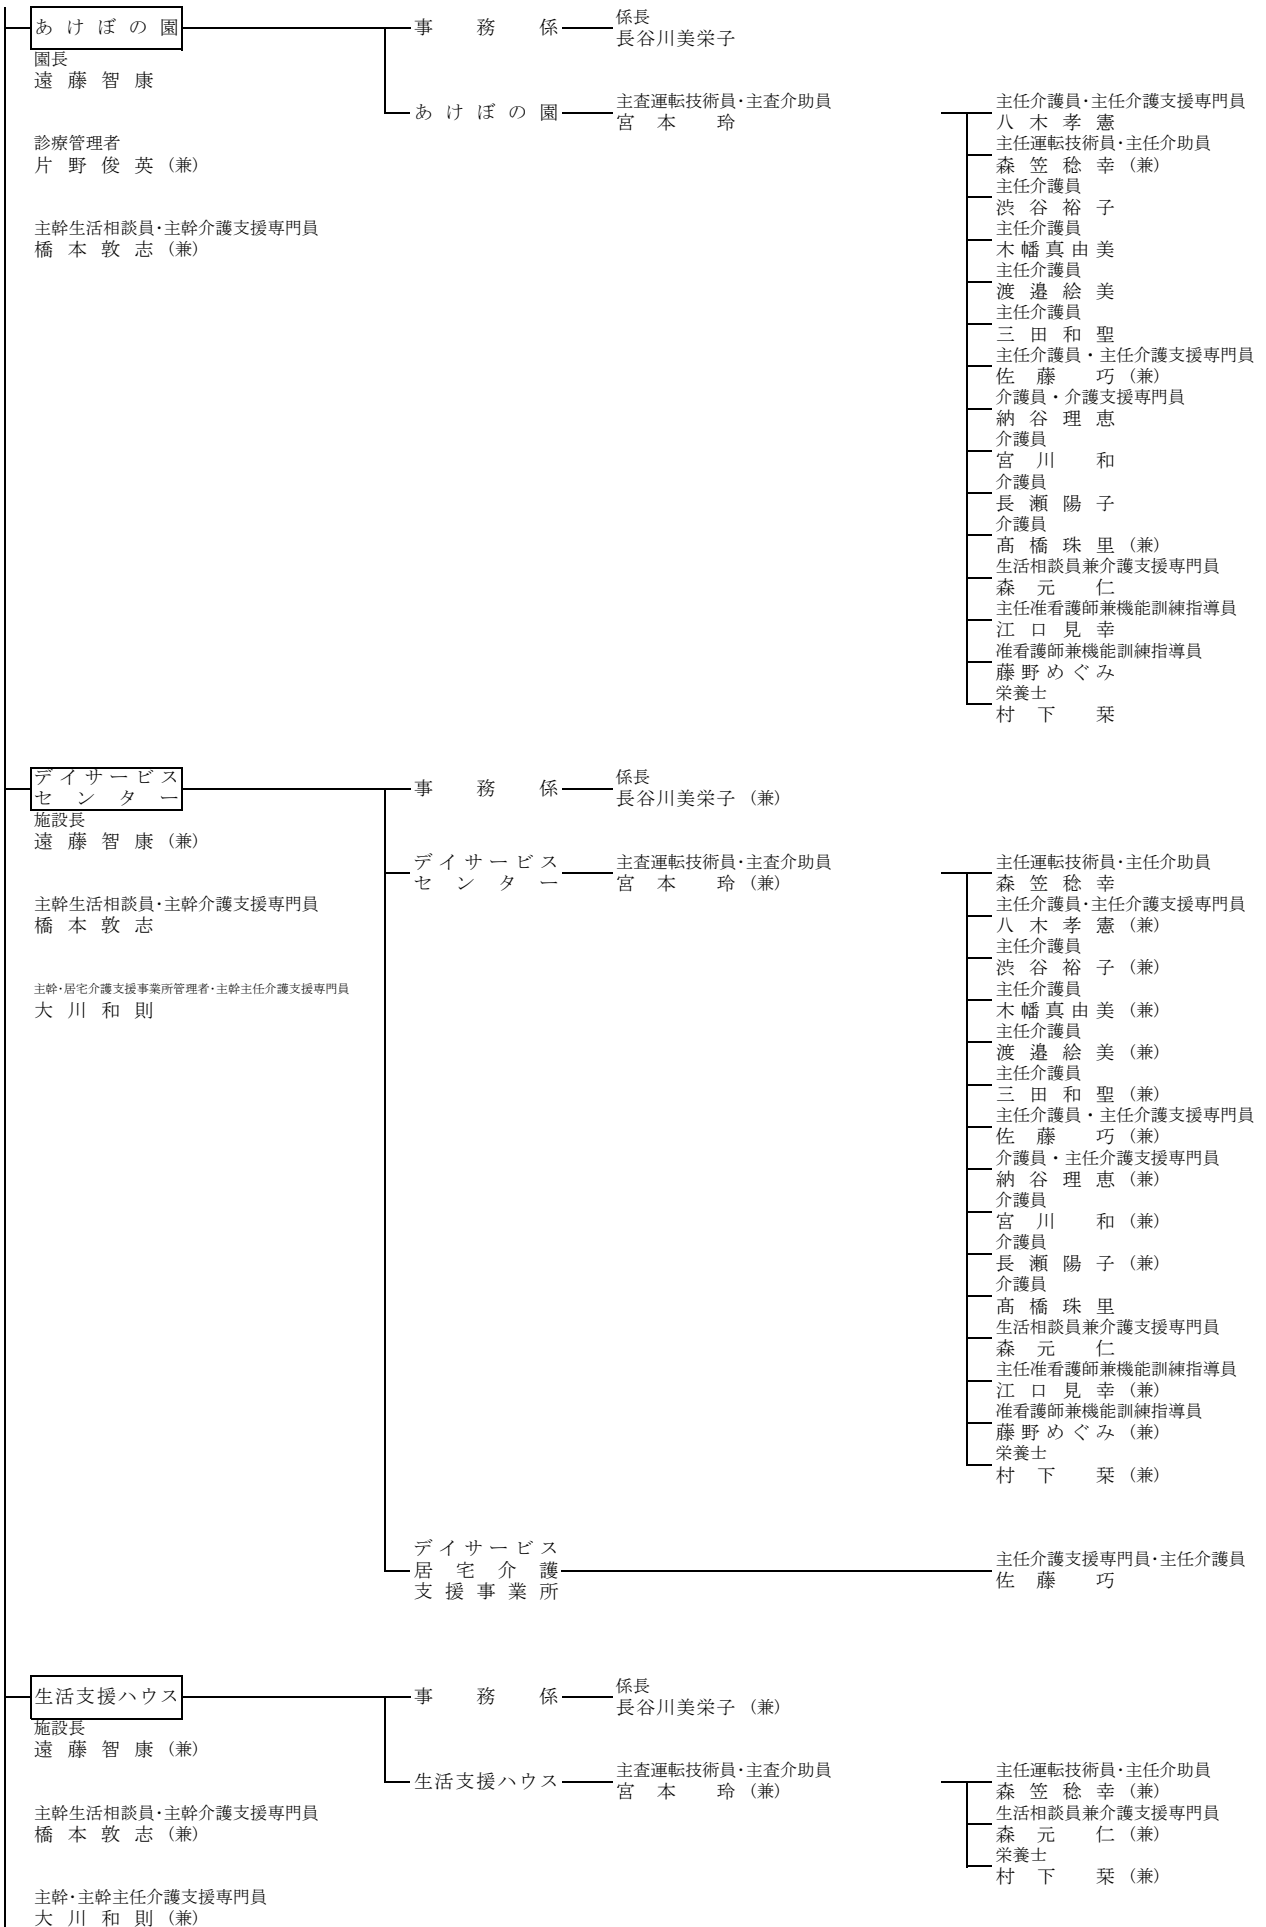 あけぼの園
園長
遠藤智康
診療管理者
片野俊英（兼）
主幹生活相談員・主幹介護支援専門員
橋本敦志（兼）
事務係
係長
長谷川美栄子
あけぼの園
主査運転技術員・主査介助員
宮本玲
主任介護員・主任介護支援専門員
八木孝憲
主任運転技術員・主任介助員
森笠稔幸（兼）
主任介護員
渋谷裕子
主任介護員
木幡真由美
主任介護員
渡邉絵美
主任介護員
三田和聖
主任介護員・主任介護支援専門員
佐藤巧（兼）
介護員・介護支援専門員
納谷理恵
介護員
宮川和
介護員
長瀬陽子
介護員
髙橋珠里（兼）
生活相談員兼介護支援専門員
森元仁
主任准看護師兼機能訓練指導員
江口見幸
准看護師兼機能訓練指導員
藤野めぐみ
栄養士
村下栞
デイサービス
センター
施設長
遠藤智康（兼）
主幹生活相談員・主幹介護支援専門員
橋本敦志
主幹・居宅介護支援事業所管理者・主幹主任介護支援専門員
大川和則
事務係
係長
長谷川美栄子（兼）
デイサービス
センター
主査運転技術員・主査介助員
宮本玲（兼）
主任運転技術員・主任介助員
森笠稔幸
主任介護員・主任介護支援専門員
八木孝憲（兼）
主任介護員
渋谷裕子（兼）
主任介護員
木幡真由美（兼）
主任介護員
渡邉絵美（兼）
主任介護員
三田和聖（兼）
主任介護員・主任介護支援専門員
佐藤巧（兼）
介護員・主任介護支援専門員
納谷理恵（兼）
介護員
宮川和（兼）
介護員
長瀬陽子（兼）
介護員
髙橋珠里
生活相談員兼介護支援専門員
森元仁
主任准看護師兼機能訓練指導員
江口見幸（兼）
准看護師兼機能訓練指導員
藤野めぐみ（兼）
栄養士
村下栞（兼）
デイサービス
居宅介護
支援事業所
主任介護支援専門員・主任介護員
佐藤巧
生活支援ハウス
施設長
遠藤智康（兼）
主幹生活相談員・主幹介護支援専門員
橋本敦志（兼）
主幹・主幹主任介護支援専門員
大川和則（兼）
事務係
係長
長谷川美栄子（兼）
生活支援ハウス
主査運転技術員・主査介助員
宮本玲（兼）
主任運転技術員・主任介助員
森笠稔幸（兼）
生活相談員兼介護支援専門員
森元仁（兼）
栄養士
村下栞（兼）